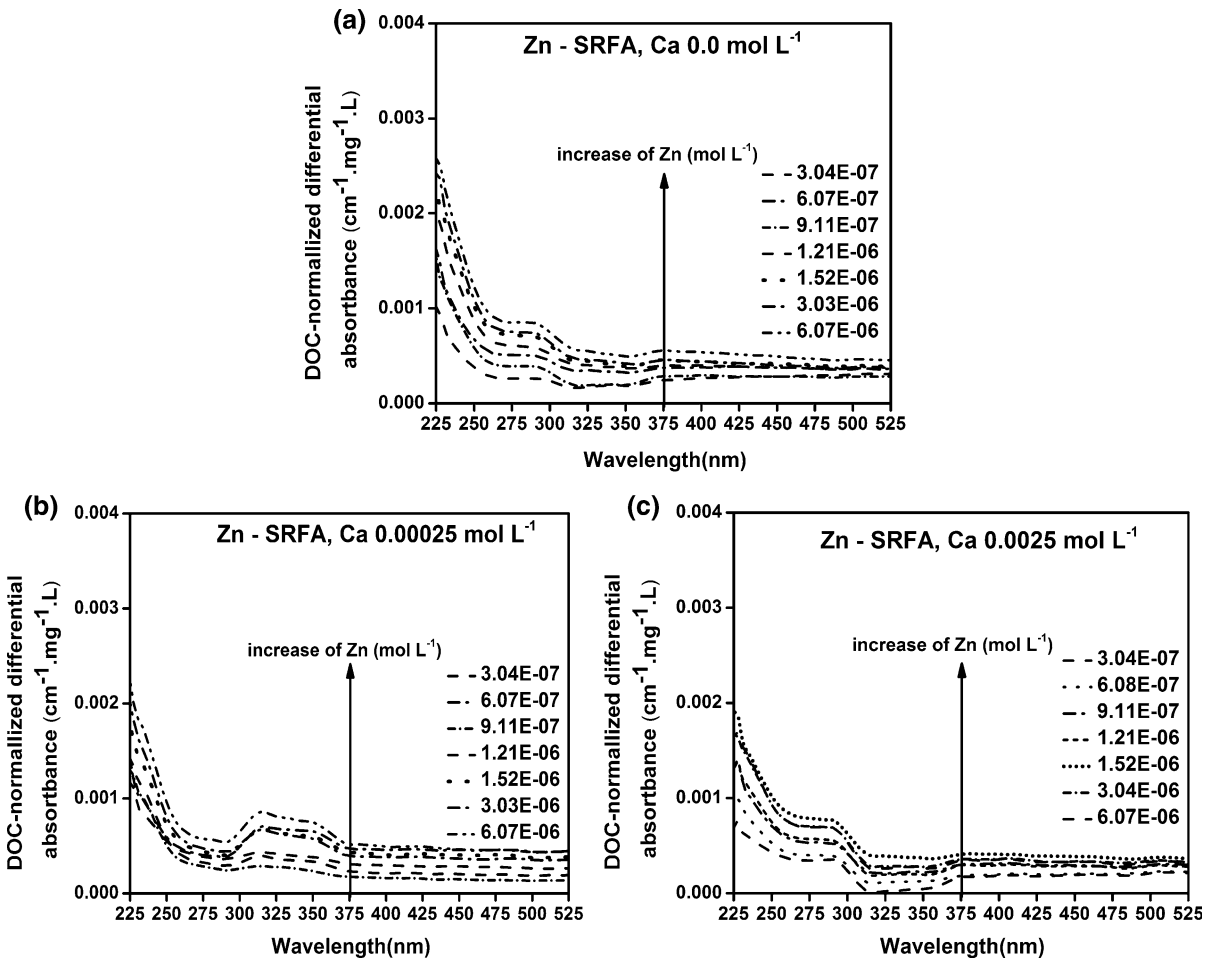 (a)
Zn - SRFA, Ca 0.0 mol L⁻¹
DOC-normallized differential
absortbance (cm⁻¹.mg⁻¹.L)
0.004
0.003
0.002
0.001
0.000
increase of Zn (mol L⁻¹)
3.04E-07
6.07E-07
9.11E-07
1.21E-06
1.52E-06
3.03E-06
6.07E-06
225 250 275 300 325 350 375 400 425 450 475 500 525
Wavelength(nm)
(b)
Zn - SRFA, Ca 0.00025 mol L⁻¹
DOC-normallized differential
absortbance (cm⁻¹.mg⁻¹.L)
0.004
0.003
0.002
0.001
0.000
increase of Zn (mol L⁻¹)
3.04E-07
6.07E-07
9.11E-07
1.21E-06
1.52E-06
3.03E-06
6.07E-06
225 250 275 300 325 350 375 400 425 450 475 500 525
Wavelength(nm)
(c)
Zn - SRFA, Ca 0.0025 mol L⁻¹
DOC-normallized differential
absortbance (cm⁻¹.mg⁻¹.L)
0.004
0.003
0.002
0.001
0.000
increase of Zn (mol L⁻¹)
3.04E-07
6.08E-07
9.11E-07
1.21E-06
1.52E-06
3.04E-06
6.07E-06
225 250 275 300 325 350 375 400 425 450 475 500 525
Wavelength(nm)